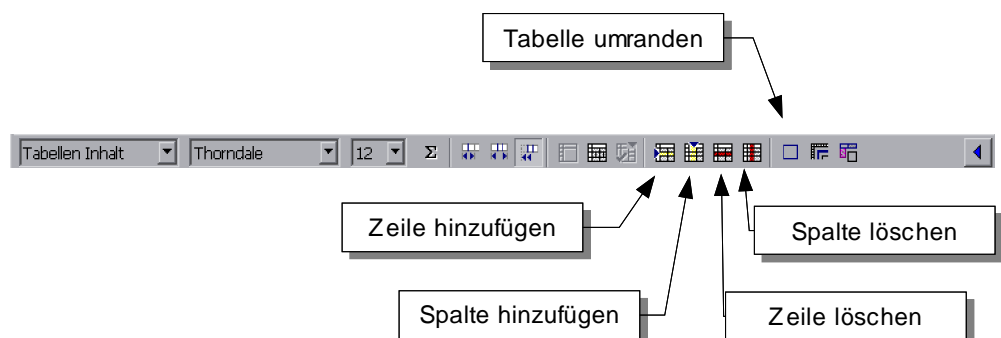 Tabelle umranden
Tabellen Inhalt Thorndale 12 Σ
Zeile hinzufügen
Spalte löschen
Spalte hinzufügen
Zeile löschen